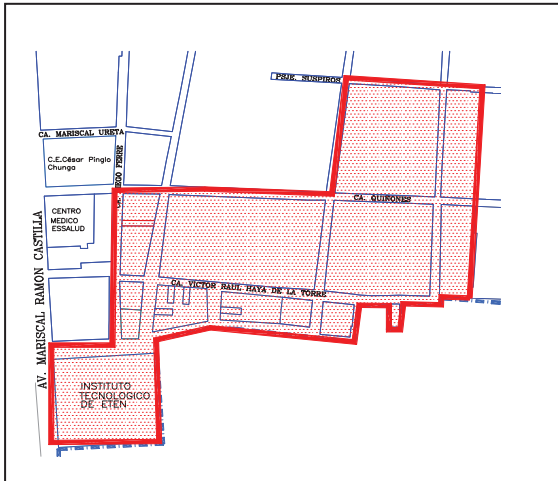 PSJE. SUSPIROS
CA. MARISCAL URETA
C.E.César Pinglo
Chunga
CA. QUIÑONES
CENTRO
MEDICO
ESSALUD
AV. MARISCAL RAMON CASTILLA
CA. VICTOR RAUL HAYA DE LA TORRE
INSTITUTO
TECNOLOGICO
DE ETEN